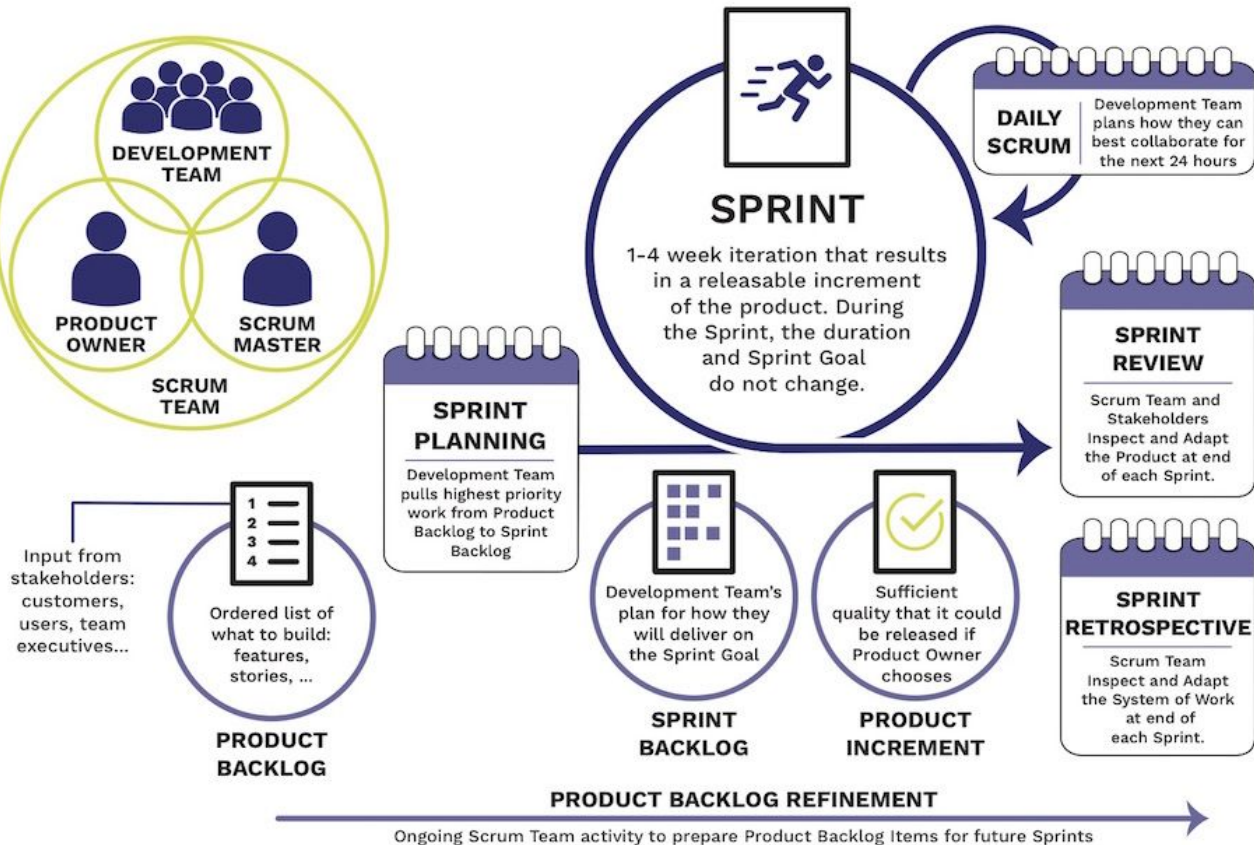 DEVELOPMENT
TEAM
PRODUCT
OWNER
SCRUM
MASTER
SCRUM
TEAM
SPRINT
1-4 week iteration that results
in a releasable increment
of the product. During
the Sprint, the duration
and Sprint Goal
do not change.
DAILY
SCRUM
Development Team
plans how they can
best collaborate for
the next 24 hours
SPRINT
PLANNING
Development Team
pulls highest priority
work from Product
Backlog to Sprint
Backlog
SPRINT
REVIEW
Scrum Team and
Stakeholders
Inspect and Adapt
the Product at end
of each Sprint.
Input from
stakeholders:
customers,
users, team
executives...
1
2
3
4
Ordered list of
what to build:
features,
stories, ...
PRODUCT
BACKLOG
Development Team's
plan for how they
will deliver on
the Sprint Goal
SPRINT
BACKLOG
Sufficient
quality that it could
be released if
Product Owner
chooses
PRODUCT
INCREMENT
SPRINT
RETROSPECTIVE
Scrum Team
Inspect and Adapt
the System of Work
at end of
each Sprint.
PRODUCT BACKLOG REFINEMENT
Ongoing Scrum Team activity to prepare Product Backlog Items for future Sprints